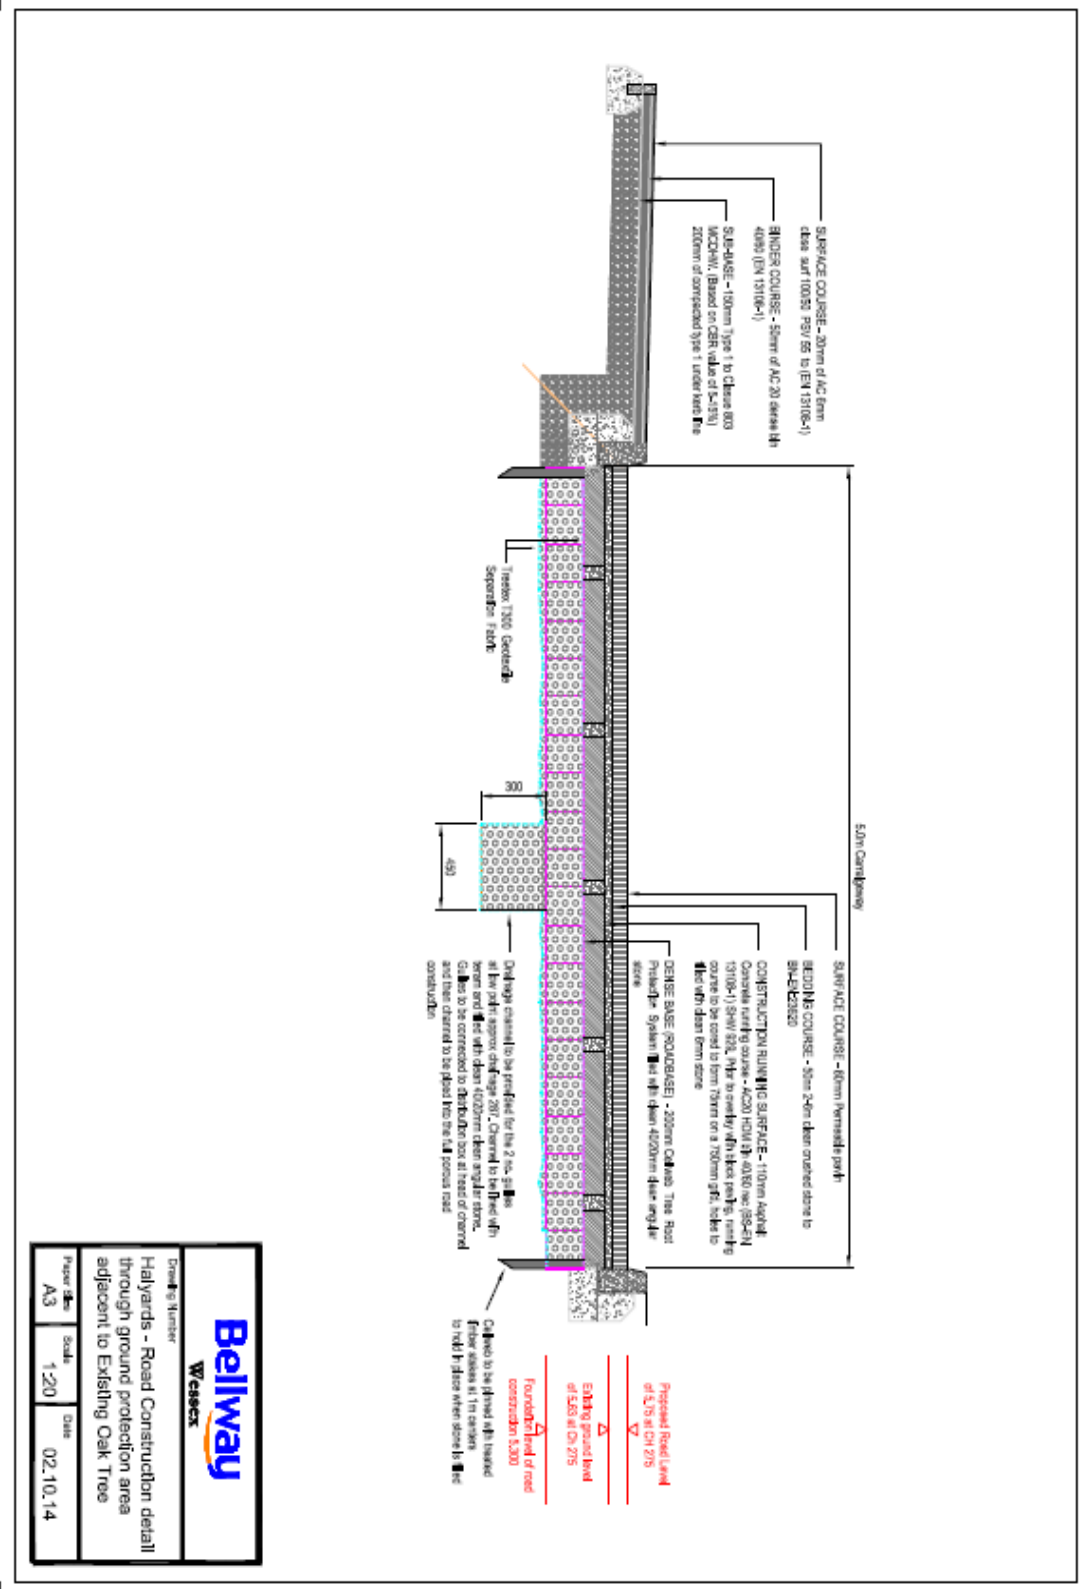 SURFACE COURSE - 20mm of AC 6mm
close surf 100/50 PSV 55 to (EN 13108-1)
BINDER COURSE - 50mm of AC 20 dense bin
40/60 (EN 13108-1)
SUB-BASE - 150mm Type 1 to Clause 803
MCDHW. (Based on CBR value of 5-15%)
200mm of compacted type 1 under kerb line
5.0m Carriageway
SURFACE COURSE - 80mm Permeable pavin
BEDDING COURSE - 50mm 2-6m clean crushed stone to
CONSTRUCTION RUNNING SURFACE - 110mm Asphalt
Concrete running course - AC20 HDM bin 40/60 rec (BS-EN
13108-1) SHW 929. Prior to overlay with block paving, running
course to be cored to form 75mm on a 750mm grid, holes to
filled with clean 6mm stone
DENSE BASE (ROADBASE) - 200mm Cellweb Tree Root
Protection System filled with clean 40/20mm clean angular
stone
Treetex T300 Geotextile
Separation Fabric
300
450
Drainage channel to be provided for the 2 no. gullies
at low point approx chainage 287. Channel to be lined with
teram and filled with clean 40/20mm clean angular stone.
Gullies to be connected to distribution box at head of channel
and then channel to be piped into the full porous road
construction
Cellweb to be pinned with treated
timber stakes at 1m centers
to hold in place when stone is filled
Proposed Road Level
of 5.75 at CH 275
Existing ground level
of 5.63 at Ch 275
Foundation level of road
construction 5.300
Bellway
Wessex
Drawing Number
Halyards - Road Construction detail
through ground protection area
adjacent to Existing Oak Tree
Paper Size
A3
Scale
1:20
Date
02.10.14